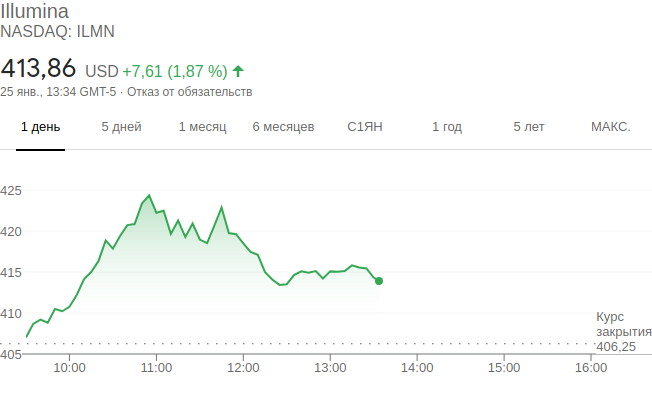 Illumina
NASDAQ: ILMN
413,86 USD +7,61 (1,87 %)
25 янв., 13:34 GMT-5 · Отказ от обязательств
1 день 5 дней 1 месяц 6 месяцев С1ЯН 1 год 5 лет МАКС.
425
420
415
410
405
Курс
закрытия
406,25
10:00 11:00 12:00 13:00 14:00 15:00 16:00